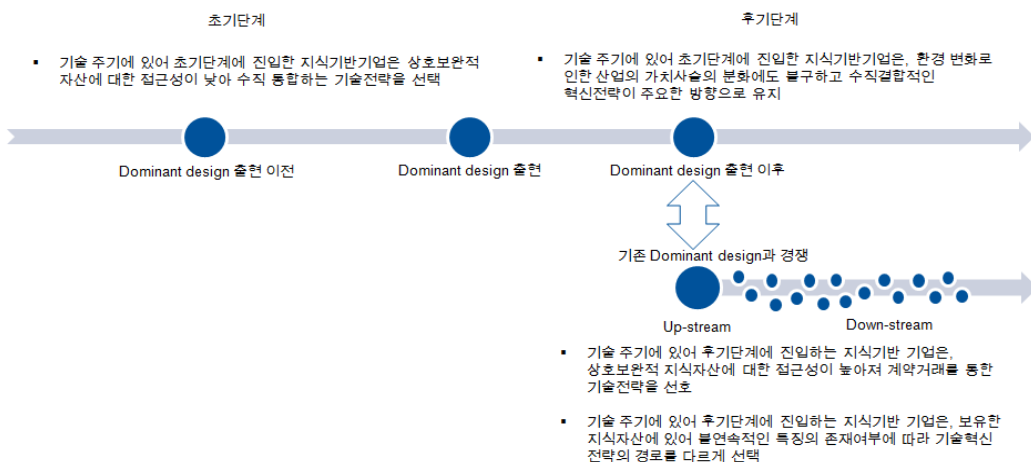 초기단계
후기단계
▪ 기술 주기에 있어 초기단계에 진입한 지식기반기업은 상호보완적
자산에 대한 접근성이 낮아 수직 통합하는 기술전략을 선택
▪ 기술 주기에 있어 초기단계에 진입한 지식기반기업은, 환경 변화로
인한 산업의 가치사슬의 분화에도 불구하고 수직결합적인
혁신전략이 주요한 방향으로 유지
Dominant design 출현 이전
Dominant design 출현
Dominant design 출현 이후
기존 Dominant design과 경쟁
Up-stream
Down-stream
▪ 기술 주기에 있어 후기단계에 진입하는 지식기반 기업은,
상호보완적 지식자산에 대한 접근성이 높아져 계약거래를 통한
기술전략을 선호
▪ 기술 주기에 있어 후기단계에 진입하는 지식기반 기업은, 보유한
지식자산에 있어 불연속적인 특징의 존재여부에 따라 기술혁신
전략의 경로를 다르게 선택